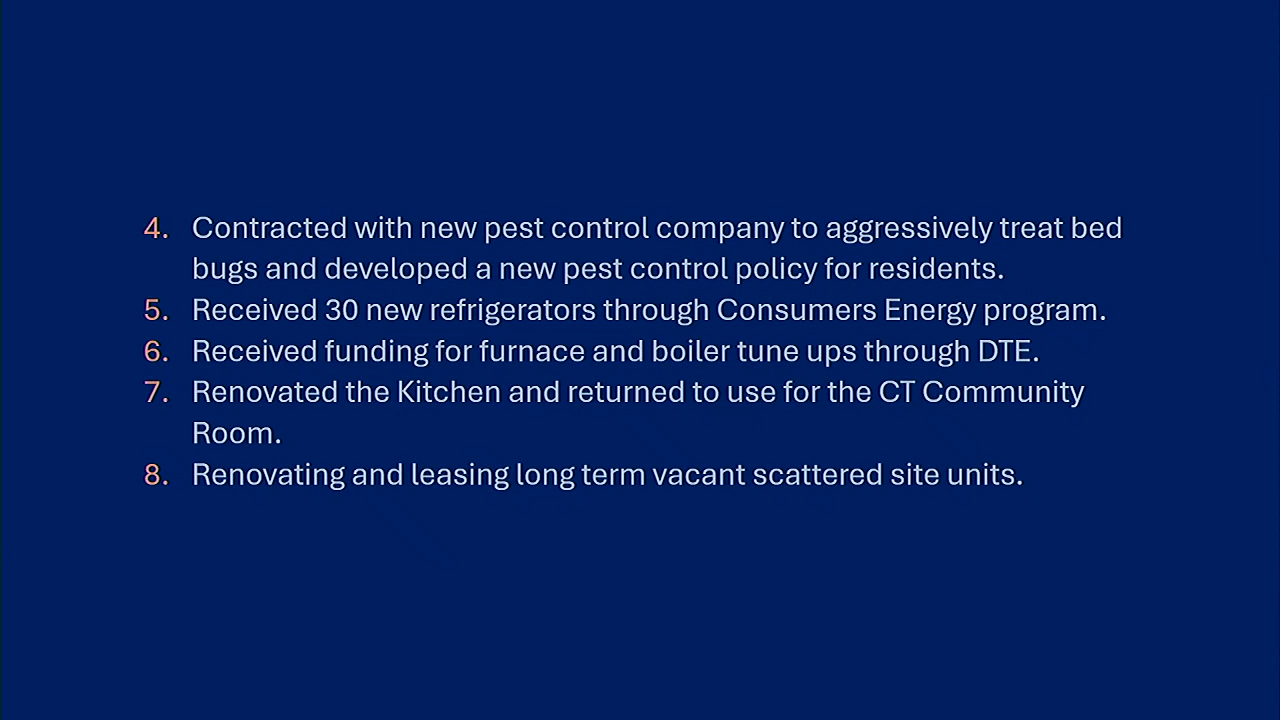 4. Contracted with new pest control company to aggressively treat bed
bugs and developed a new pest control policy for residents.
5. Received 30 new refrigerators through Consumers Energy program.
6. Received funding for furnace and boiler tune ups through DTE.
7. Renovated the Kitchen and returned to use for the CT Community
Room.
8. Renovating and leasing long term vacant scattered site units.